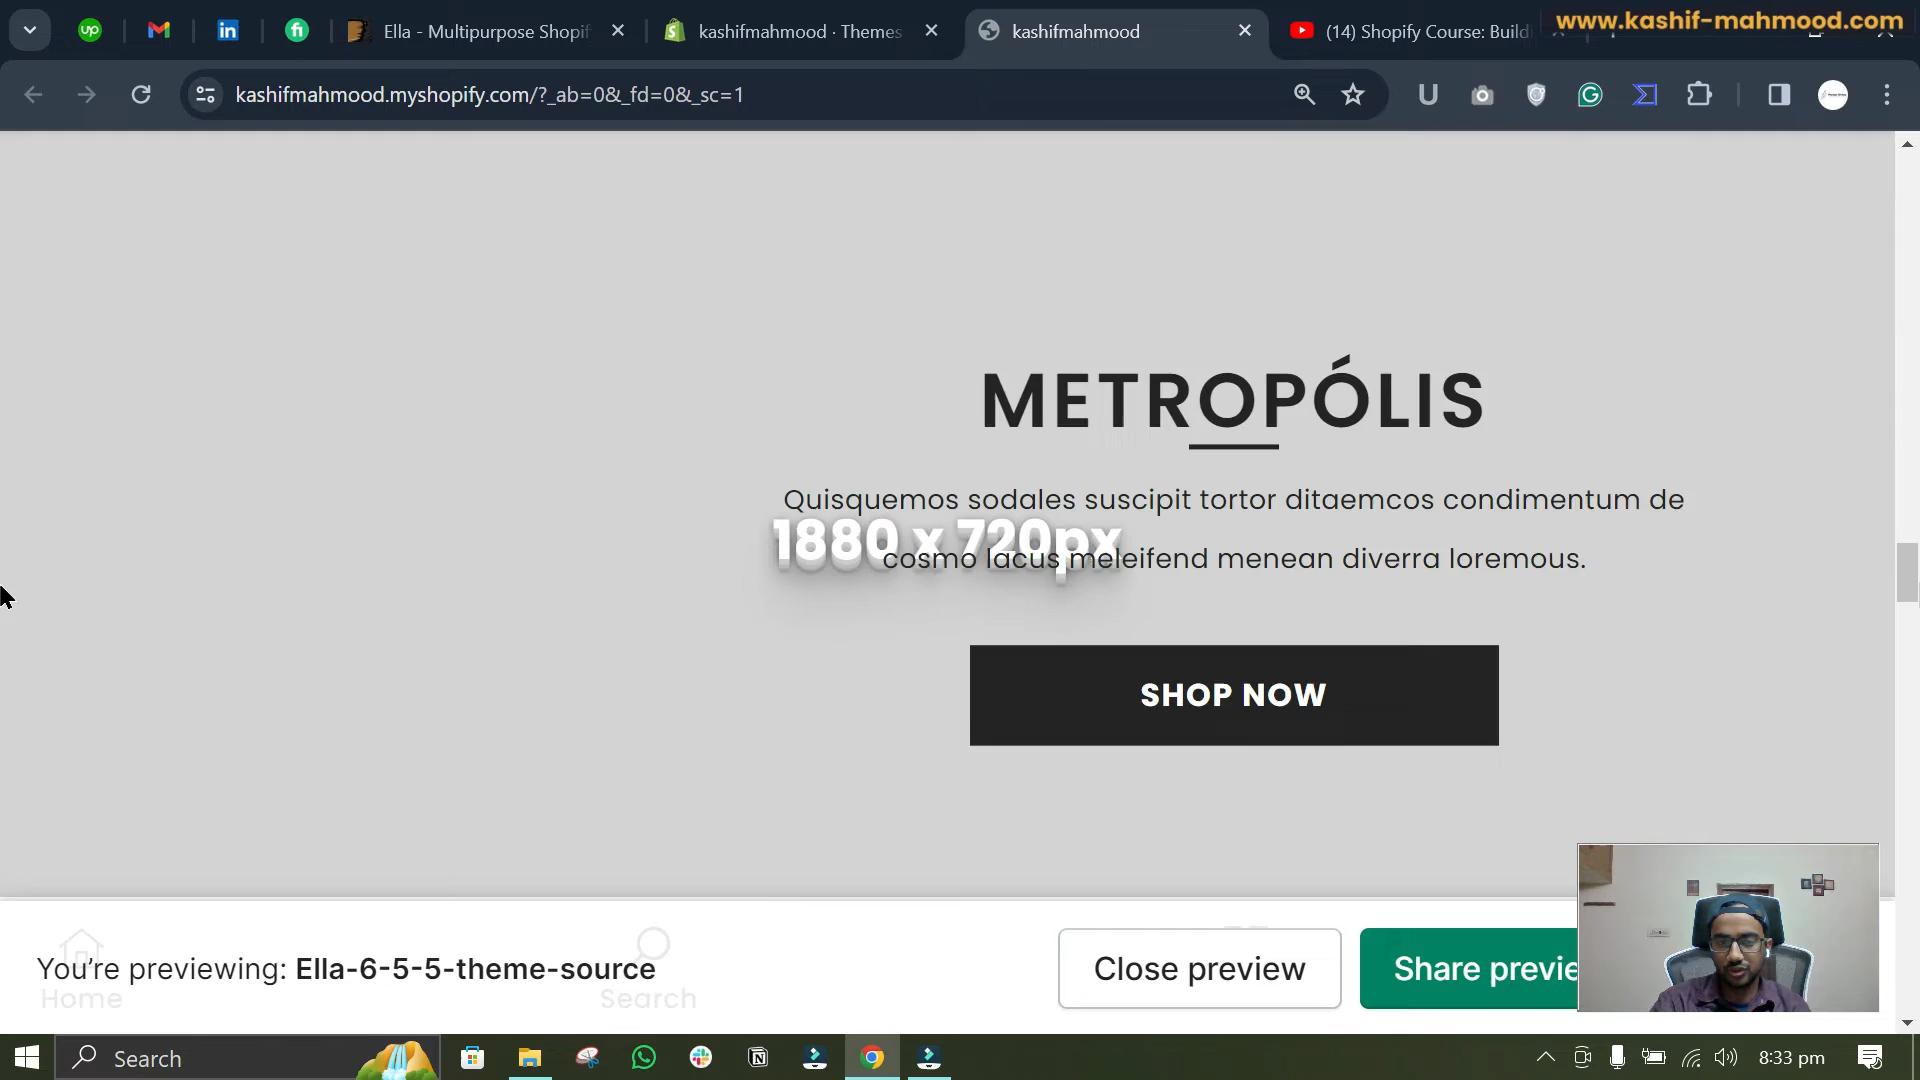 www.kashif-mahmood.com
Ella - Multipurpose Shopif
kashifmahmood · Themes
kashifmahmood
(14) Shopify Course: Build
kashifmahmood.myshopify.com/?_ab=0&_fd=0&_sc=1
METROPÓLIS
Quisquemos sodales suscipit tortor ditaemcos condimentum de
1880 x 720px
cosmo lacus meleifend menean diverra loremous.
SHOP NOW
You're previewing: Ella-6-5-5-theme-source
Home
Search
Close preview
Share previe
Search
8:33 pm